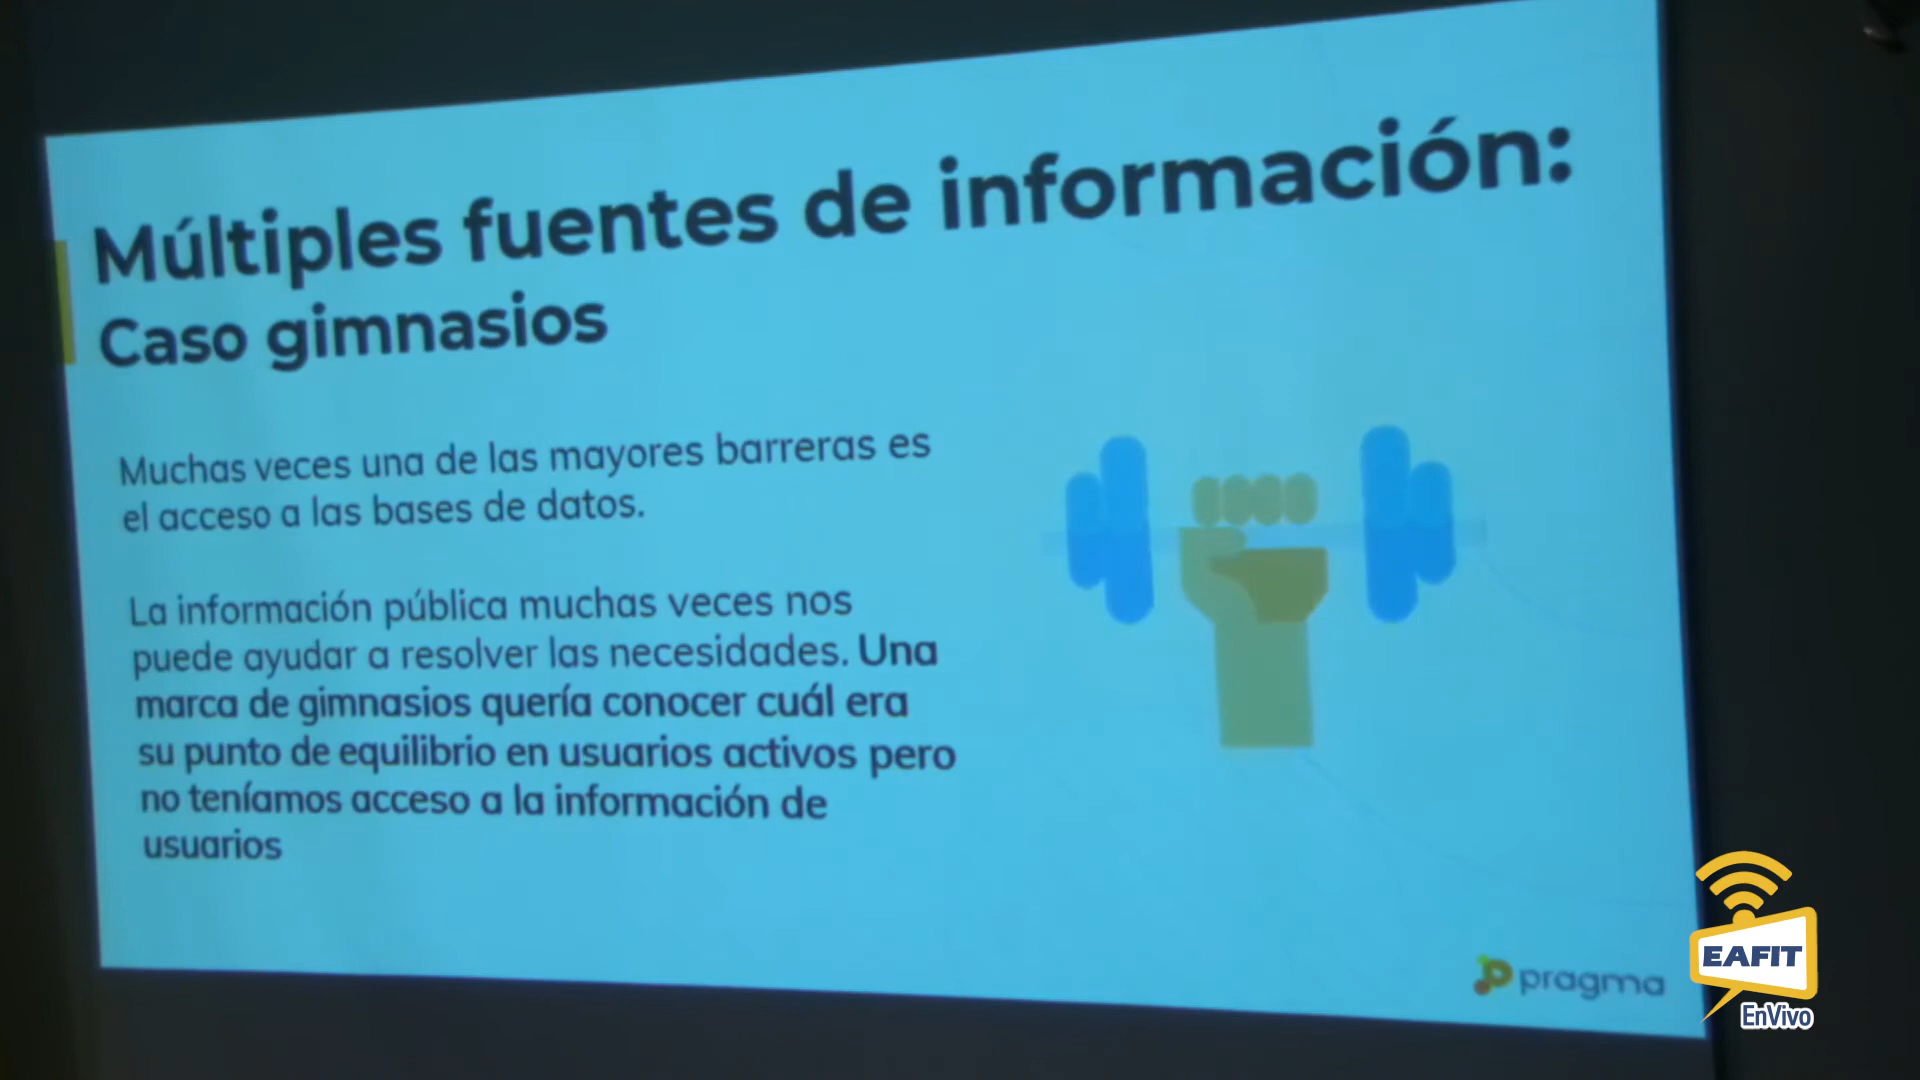 Múltiples fuentes de información:
Caso gimnasios
Muchas veces una de las mayores barreras es
el acceso a las bases de datos.
La información pública muchas veces nos
puede ayudar a resolver las necesidades. Una
marca de gimnasios quería conocer cuál era
su punto de equilibrio en usuarios activos pero
no teníamos acceso a la información de
usuarios
pragma
EAFIT
EnVivo